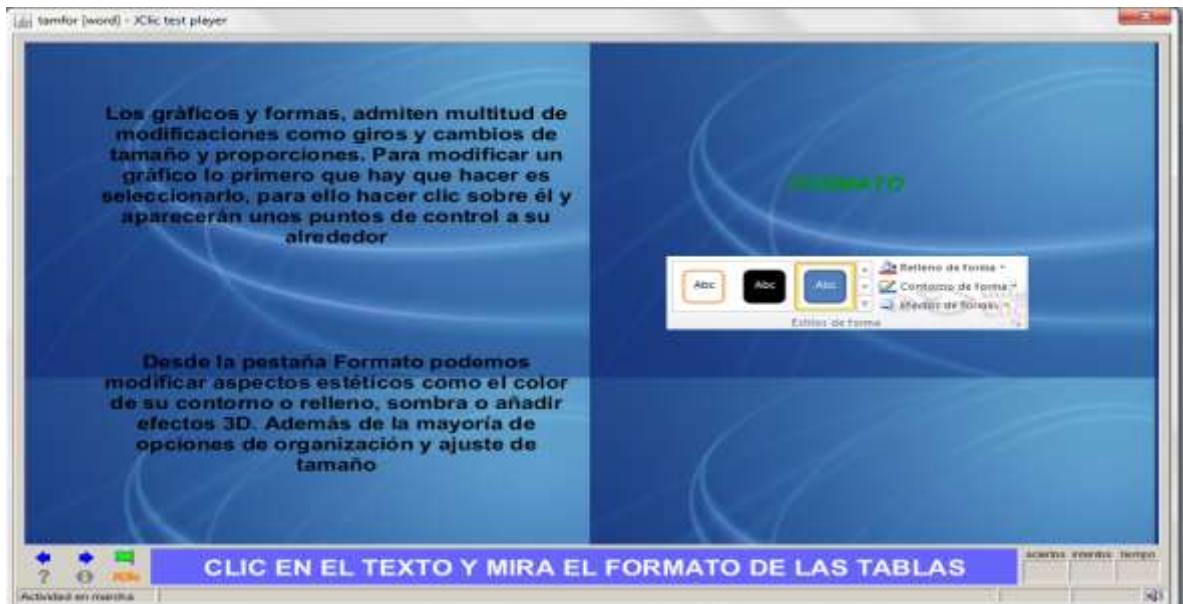 tamfor (word) - JClic test player
Los gráficos y formas, admiten multitud de
modificaciones como giros y cambios de
tamaño y proporciones. Para modificar un
gráfico lo primero que hay que hacer es
seleccionarlo, para ello hacer clic sobre él y
aparecerán unos puntos de control a su
alrededor
Desde la pestaña Formato podemos
modificar aspectos estéticos como el color
de su contorno o relleno, sombra o añadir
efectos 3D. Además de la mayoría de
opciones de organización y ajuste de
tamaño
FORMATO
Abc Abc Abc
Relleno de forma
Contorno de forma
Efectos de formas
Estilos de forma
? JClic
CLIC EN EL TEXTO Y MIRA EL FORMATO DE LAS TABLAS
aciertos intentos tiempo
Actividad en marcha